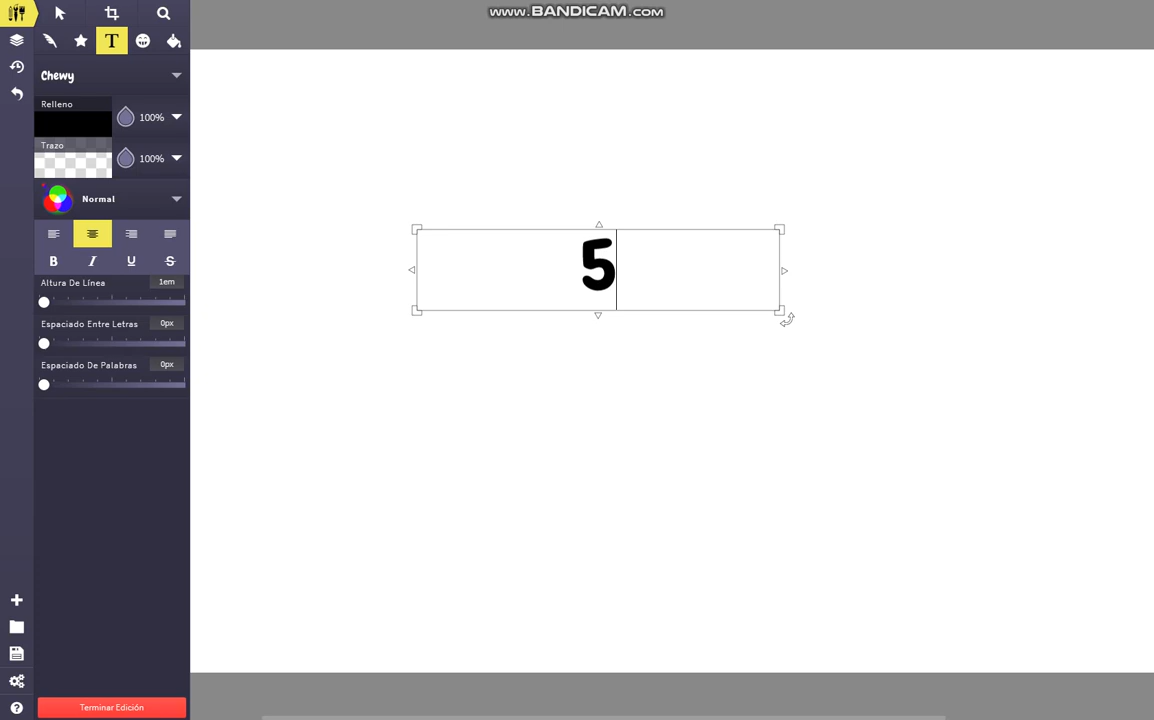 www.BANDICAM.com
T
Chewy
Relleno
100%
Trazo
100%
Normal
B I U S
Altura De Línea 1em
Espaciado Entre Letras 0px
Espaciado De Palabras 0px
5
Terminar Edición